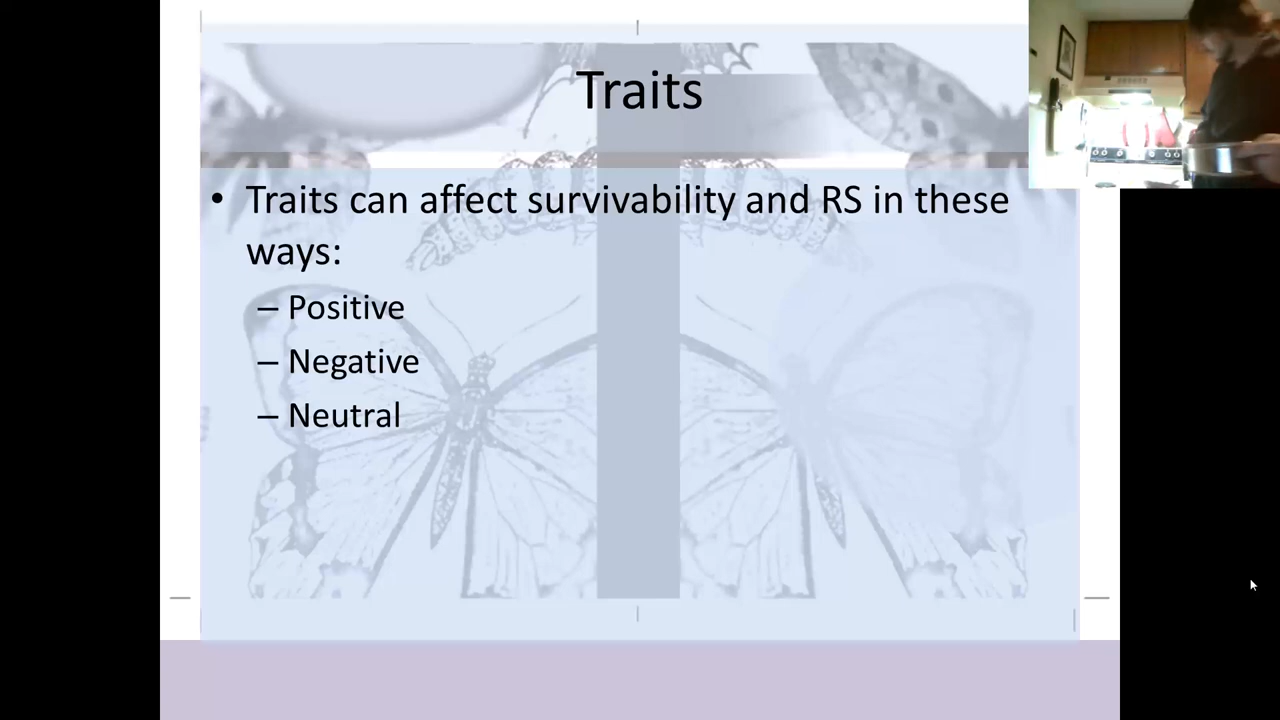 Traits
• Traits can affect survivability and RS in these
ways:
– Positive
– Negative
– Neutral